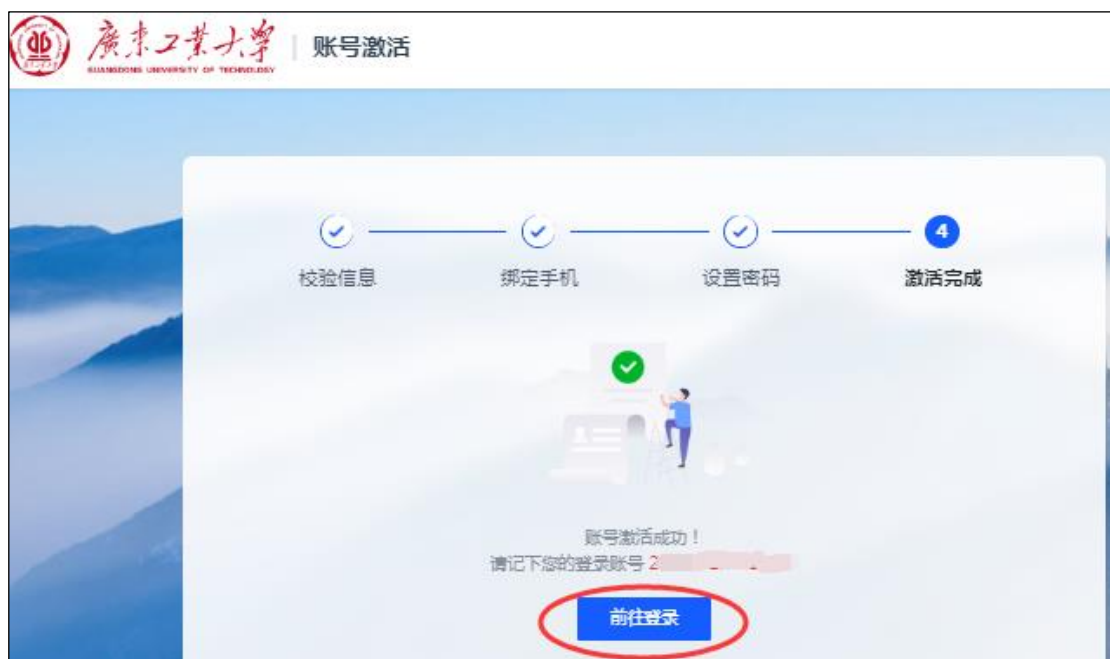 廣東工業大學
GUANGDONG UNIVERSITY OF TECHNOLOGY
账号激活
4
校验信息 绑定手机 设置密码 激活完成
账号激活成功！
请记下您的登录账号 2
前往登录